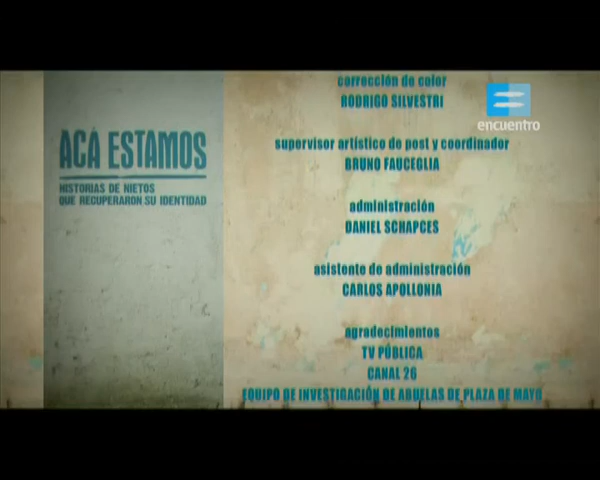 ACÁ ESTAMOS
HISTORIAS DE NIETOS
QUE RECUPERARON SU IDENTIDAD
corrección de color
RODRIGO SILVESTRI
supervisor artístico de post y coordinador
BRUNO FAUCEGLIA
administración
DANIEL SCHAPCES
asistente de administración
CARLOS APOLLONIA
agradecimientos
TV PÚBLICA
CANAL 26
EQUIPO DE INVESTIGACIÓN DE ABUELAS DE PLAZA DE MAYO
encuentro